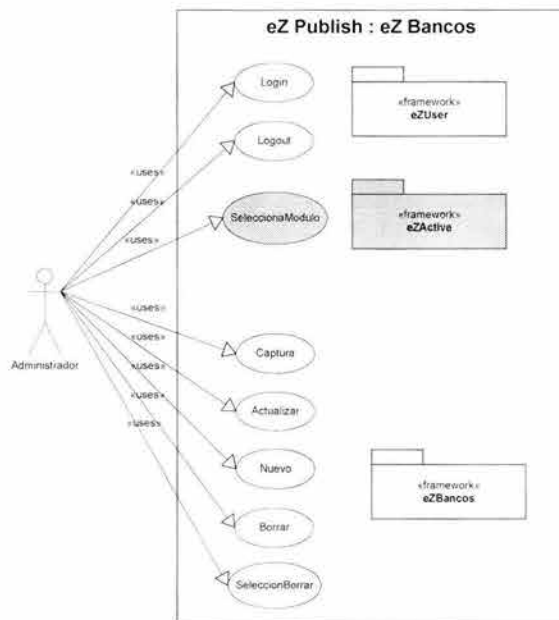 eZ Publish : eZ Bancos
Login
«framework»
eZUser
Logout
«uses»
«uses»
SeleccionaModulo
«framework»
eZActive
«uses»
Administrador
«uses»
Captura
«uses»
«uses»
Actualizar
«uses»
Nuevo
«framework»
eZBancos
Borrar
SeleccionBorrar